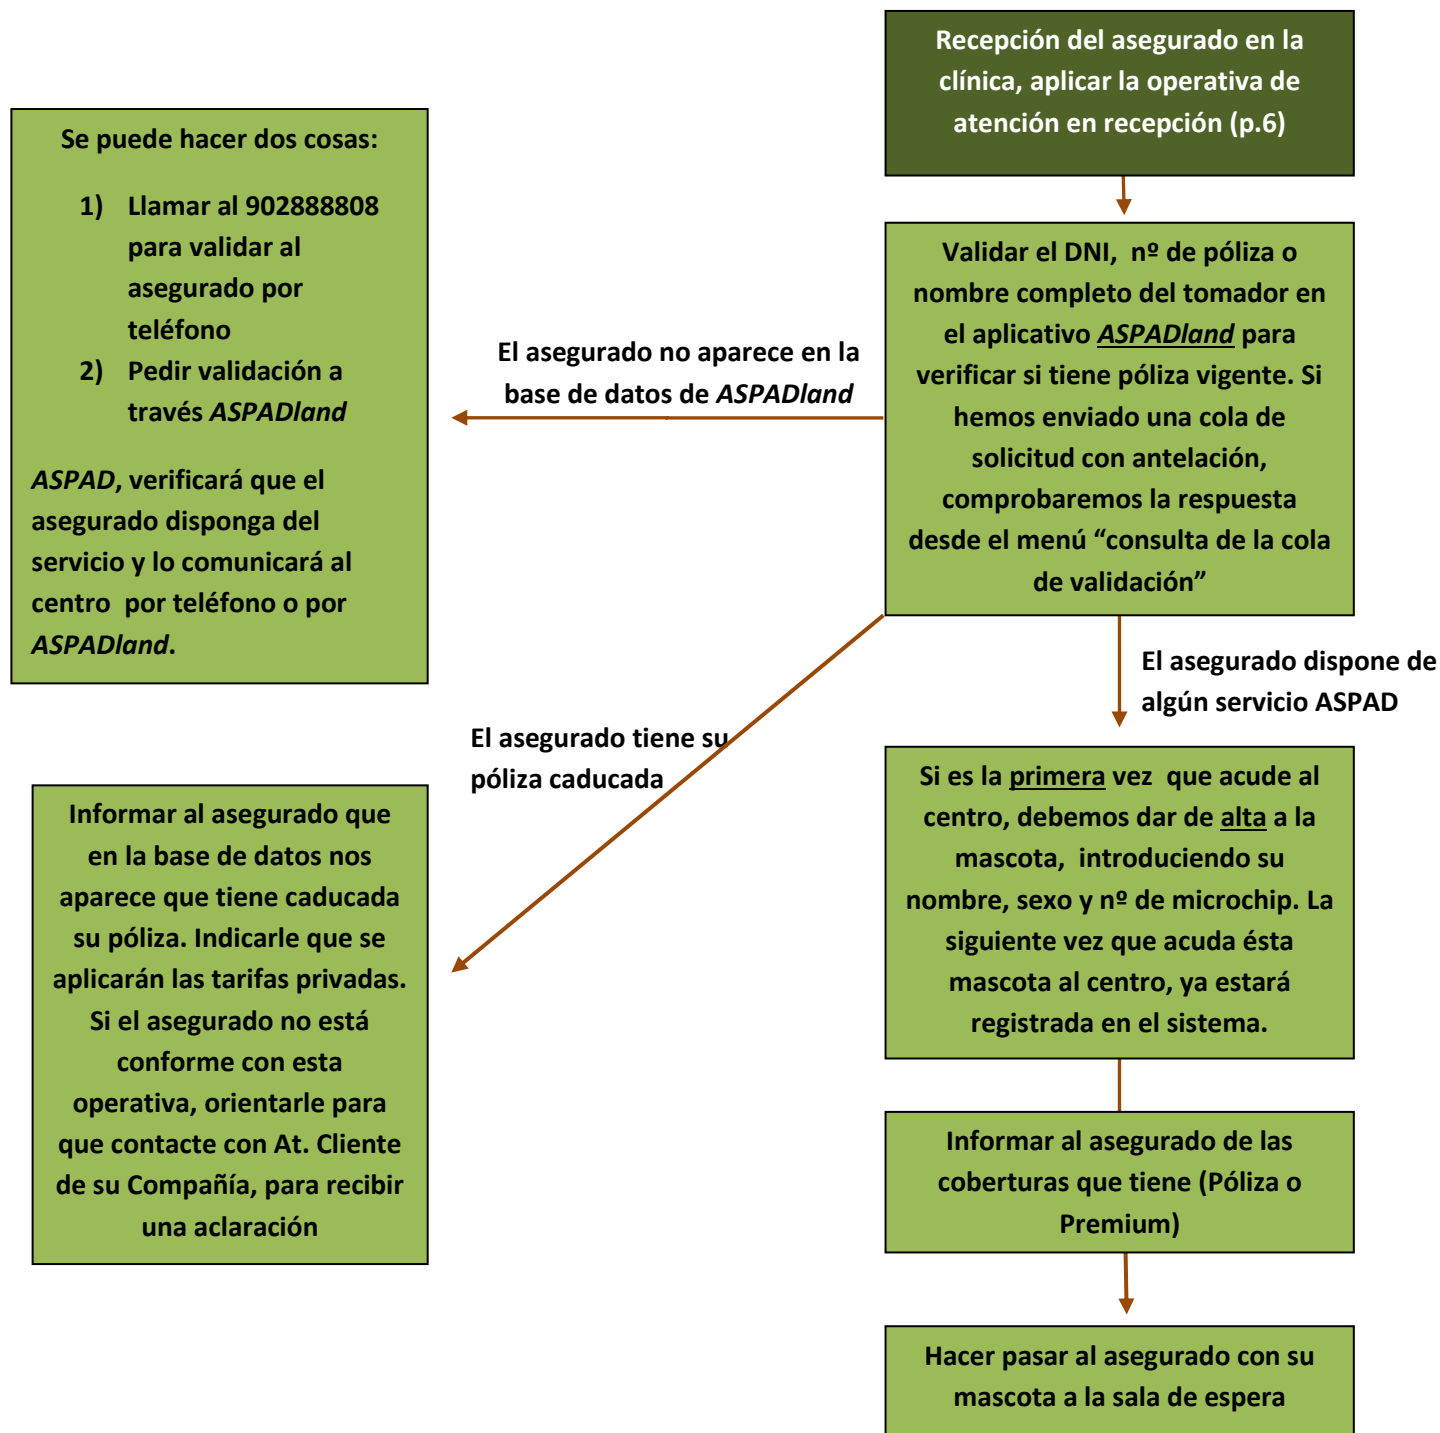 Recepción del asegurado en la
clínica, aplicar la operativa de
atención en recepción (p.6)
Se puede hacer dos cosas:
1) Llamar al 902888808
para validar al
asegurado por
teléfono
2) Pedir validación a
través ASPADland
ASPAD, verificará que el
asegurado disponga del
servicio y lo comunicará al
centro por teléfono o por
ASPADland.
Validar el DNI, nº de póliza o
nombre completo del tomador en
el aplicativo ASPADland para
verificar si tiene póliza vigente. Si
hemos enviado una cola de
solicitud con antelación,
comprobaremos la respuesta
desde el menú “consulta de la cola
de validación”
El asegurado no aparece en la
base de datos de ASPADland
El asegurado dispone de
algún servicio ASPAD
El asegurado tiene su
póliza caducada
Informar al asegurado que
en la base de datos nos
aparece que tiene caducada
su póliza. Indicarle que se
aplicarán las tarifas privadas.
Si el asegurado no está
conforme con esta
operativa, orientarle para
que contacte con At. Cliente
de su Compañía, para recibir
una aclaración
Si es la primera vez que acude al
centro, debemos dar de alta a la
mascota, introduciendo su
nombre, sexo y nº de microchip. La
siguiente vez que acuda ésta
mascota al centro, ya estará
registrada en el sistema.
Informar al asegurado de las
coberturas que tiene (Póliza o
Premium)
Hacer pasar al asegurado con su
mascota a la sala de espera